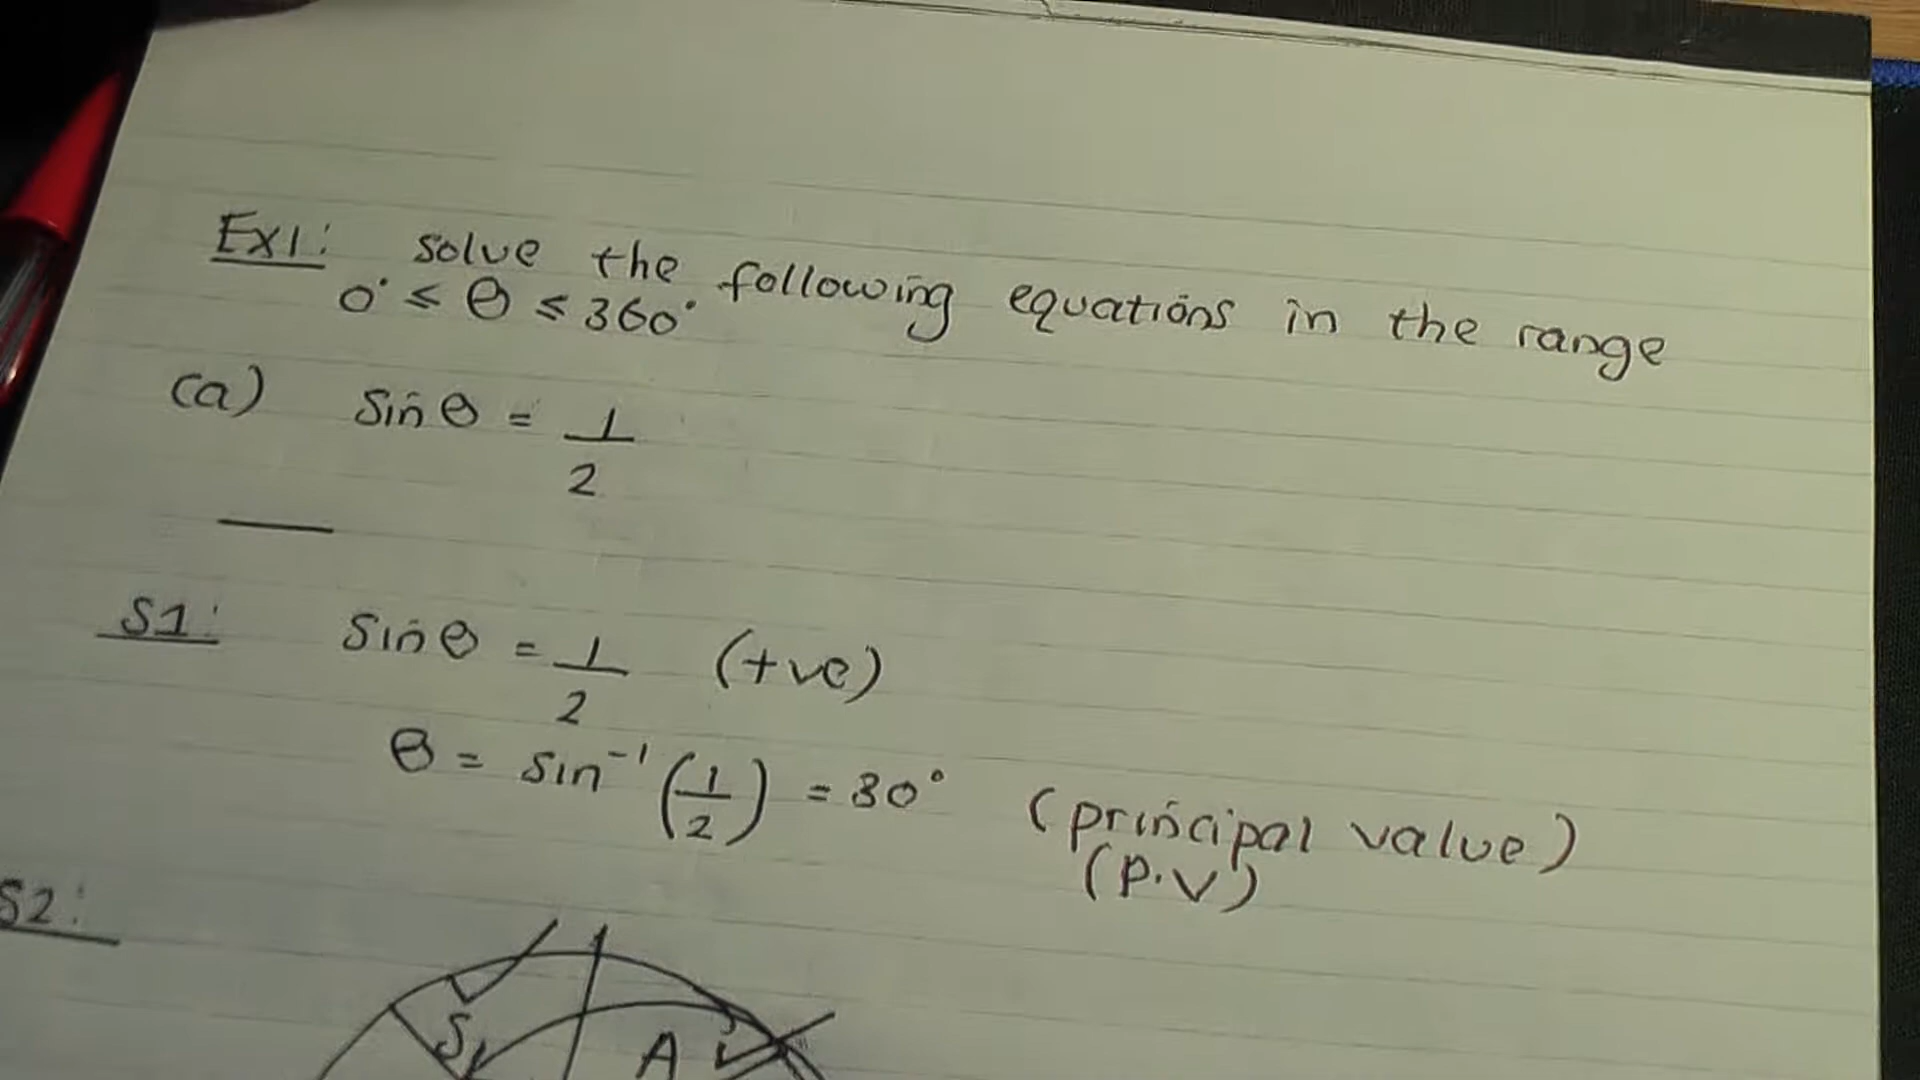 Ex1: solve the following equations in the range
0° ≤ θ ≤ 360°
(a) sin θ = 1/2
S1: sin θ = 1/2 (+ve)
θ = sin⁻¹(1/2) = 30° (principal value)
(P.V)
S2:
S A